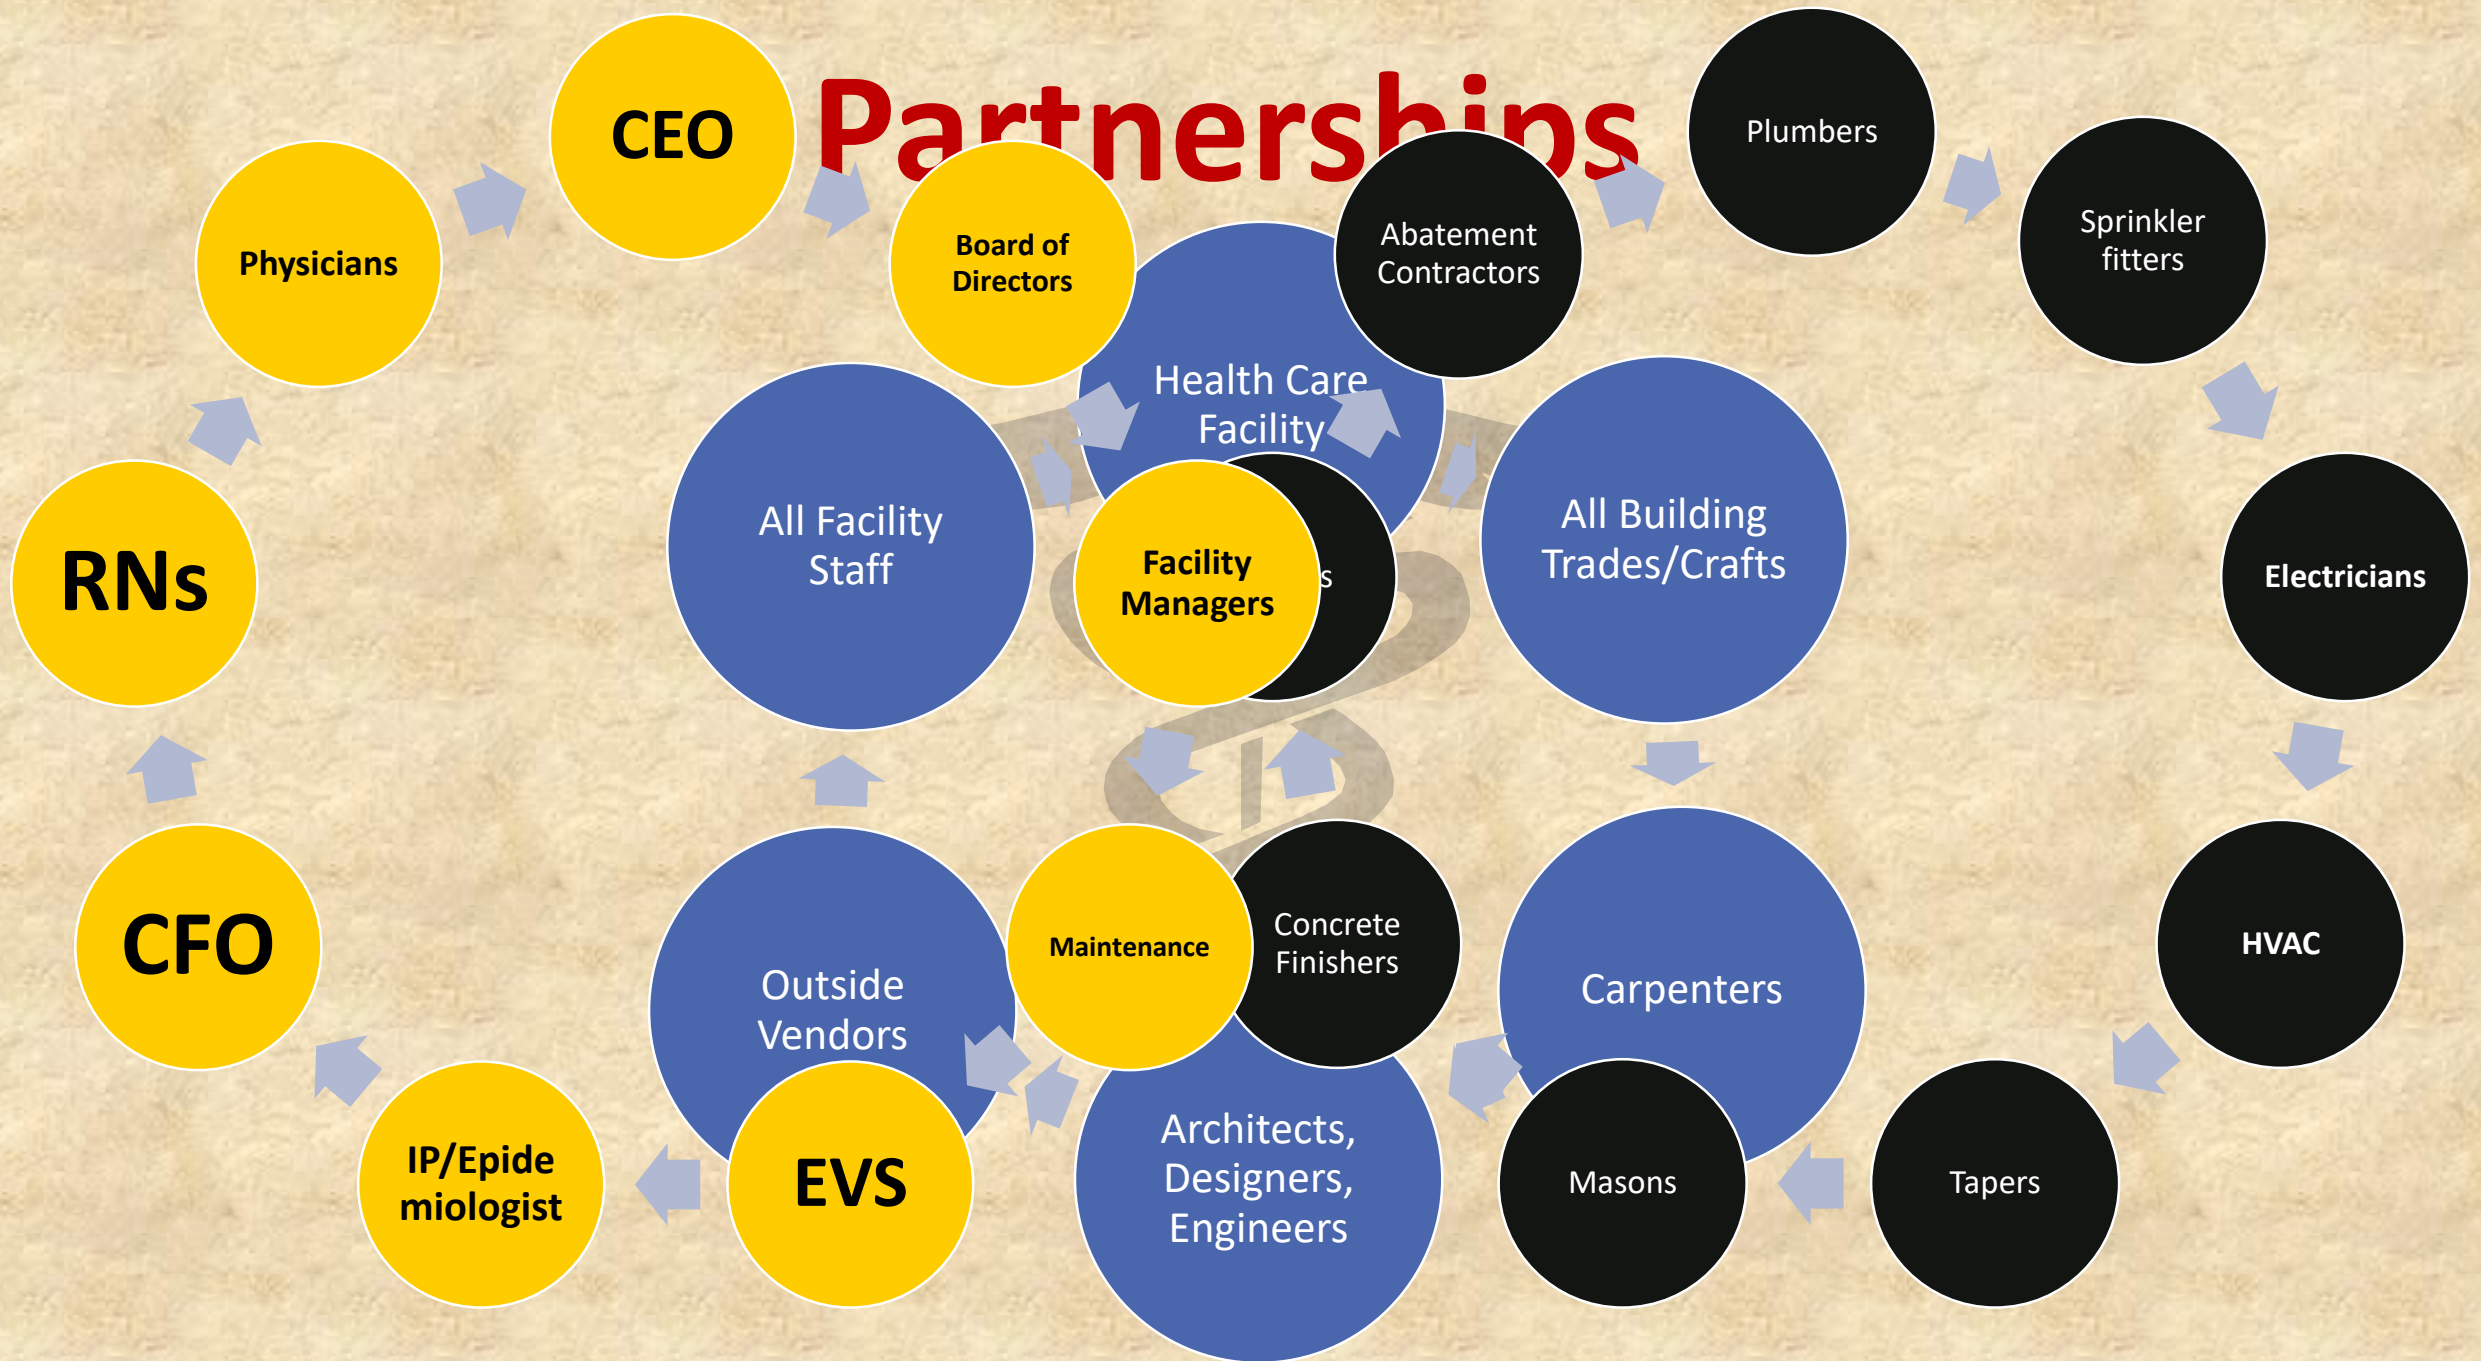 Partnerships
CEO
Plumbers
Physicians
Board of
Directors
Abatement
Contractors
Sprinkler
fitters
Health Care
Facility
All Facility
Staff
All Building
Trades/Crafts
RNs
Facility
Managers
Electricians
CFO
Maintenance
Concrete
Finishers
HVAC
Outside
Vendors
Carpenters
IP/Epide
miologist
EVS
Architects,
Designers,
Engineers
Masons
Tapers